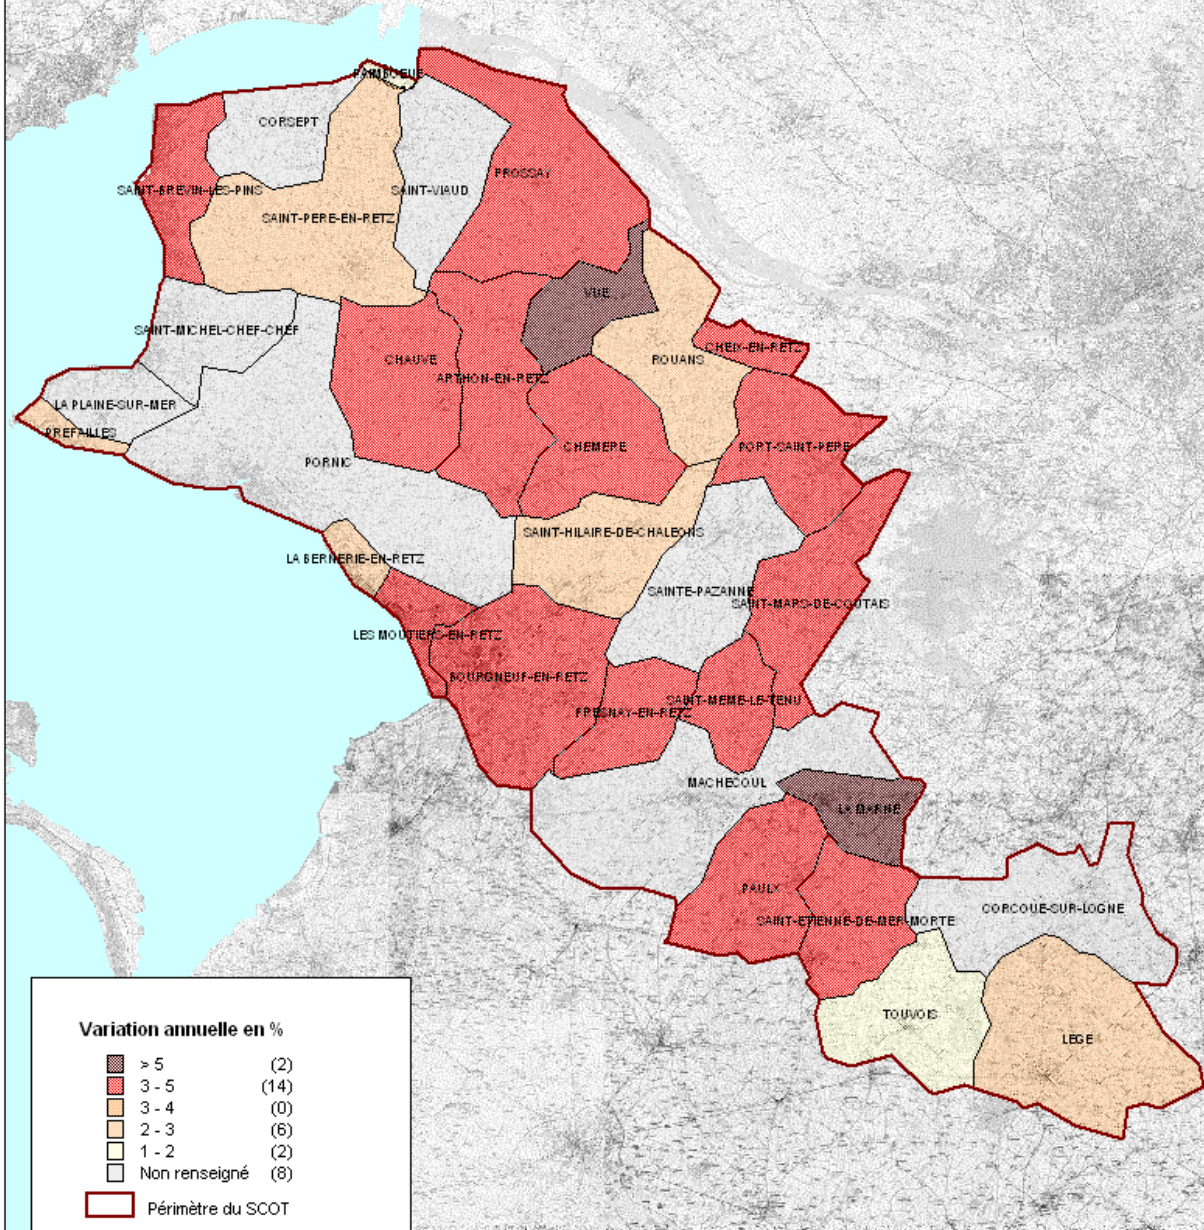 PAIMBOEUF
CORSEPT
FROSSAY
SAINT-BREVIN-LES-PINS
SAINT-VIAUD
SAINT-PERE-EN-RETZ
VUE
SAINT-MICHEL-CHEF-CHEF
CHEIX-EN-RETZ
CHAUVE
ROUANS
ARTHON-EN-RETZ
LA PLAINE-SUR-MER
PREFAILLES
CHEMERE
PORT-SAINT-PERE
PORNIC
SAINT-HILAIRE-DE-CHALEONS
LA BERNERIE-EN-RETZ
SAINTE-PAZANNE
SAINT-MARS-DE-COUTAIS
LES MOUTIERS-EN-RETZ
BOURGNEUF-EN-RETZ
SAINT-MEME-LE-TENU
FRESNAY-EN-RETZ
MACHECOUL
LA MARNE
PAULX
CORCOUE-SUR-LOGNE
SAINT-ETIENNE-DE-MER-MORTE
TOUVOIS
LEGE
Variation annuelle en %
> 5 (2)
3 - 5 (14)
3 - 4 (0)
2 - 3 (6)
1 - 2 (2)
Non renseigné (8)
Périmètre du SCOT